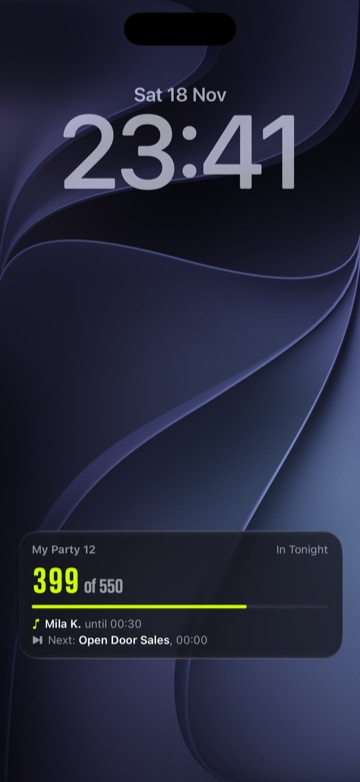 Sat 18 Nov
23:41
My Party 12 In Tonight
399 of 550
Mila K. until 00:30
Next: Open Door Sales, 00:00